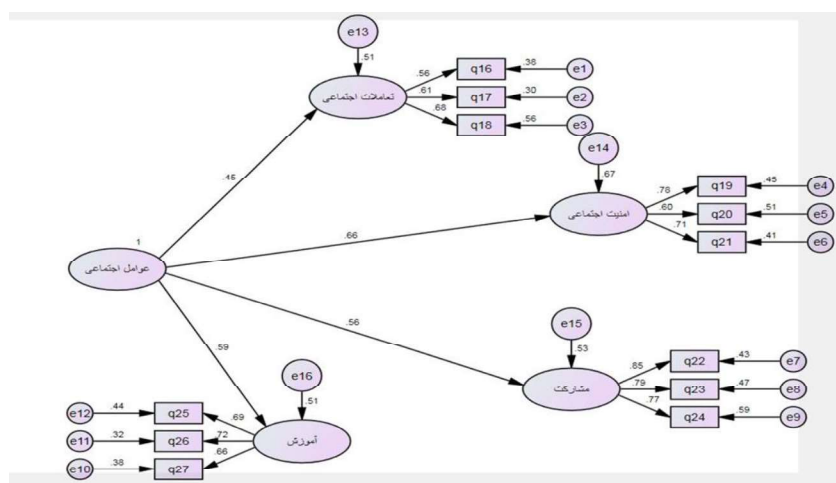 e13
.51
تعاملات اجتماعی
.56 q16 .36 e1
.61 q17 .30 e2
.68 q18 .56 e3
e14
.67
امنیت اجتماعی
.78 q19 .45 e4
.60 q20 .51 e5
.71 q21 .41 e6
.45
.66
1
عوامل اجتماعی
.56
.59
e15
.53
مشارکت
.85 q22 .43 e7
.79 q23 .47 e8
.77 q24 .59 e9
e16
.51
آموزش
e12 .44 q25 .69
e11 .32 q26 .72
e10 .38 q27 .66